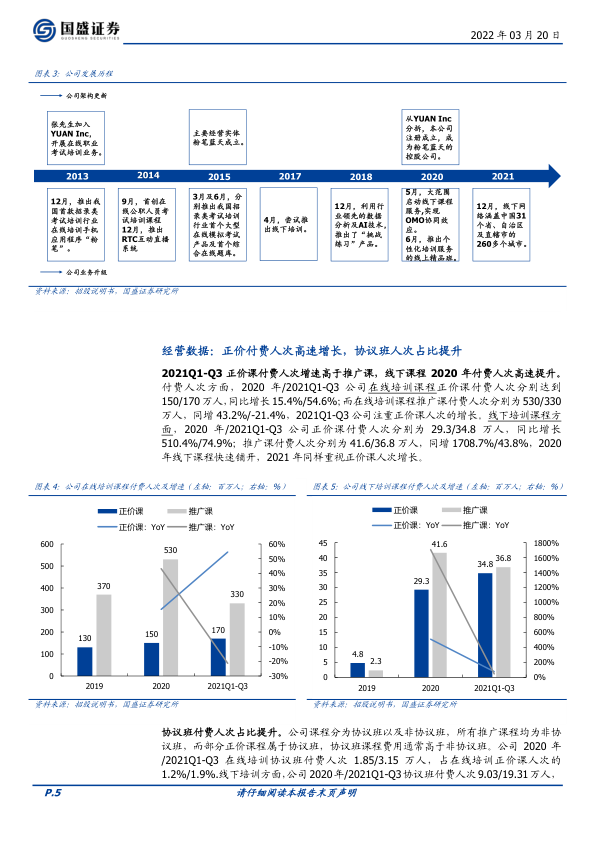 国盛证券
GUOSHENG SECURITIES
2022 年 03 月 20 日
图表 3：公司发展历程
公司架构更新
张先生加入
YUAN Inc，
开展在线职业
考试培训业务。
主要经营实体
粉笔蓝天成立。
从YUAN Inc
分拆，本公司
注册成立，成
为粉笔蓝天的
控股公司。
2013
2014
2016
2017
2018
2020
2021
12月，推出我
国首款招录类
考试培训行业
在线培训手机
应用程序“粉
笔”。
9月，首创在
线公职人员考
试培训课程
12月，推出
RTC互动直播
系统
3月及6月，分
别推出我国招
录类考试培训
行业首个大型
在线模拟考试
产品及首个综
合在线题库。
4月，尝试推
出线下培训。
12月，利用行
业领先的数据
分析及AI技术，
推出了“挑战
练习”产品。
5月，大范围
启动线下课程
服务,实现
OMO协同效
应。
6月，推出个
性化培训服务
的线上精品班。
12月，线下网
络涵盖中国31
个省、自治区
及直辖市的
260多个城市。
公司业务升级
资料来源：招股说明书，国盛证券研究所
经营数据：正价付费人次高速增长，协议班人次占比提升
2021Q1-Q3 正价课付费人次增速高于推广课，线下课程 2020 年付费人次高速提升。
付费人次方面，2020 年/2021Q1-Q3 公司在线培训课程正价课付费人次分别达到
150/170 万人,同比增长 15.4%/54.6%;而在线培训课程推广课付费人次分别为 530/330
万人，同增 43.2%/-21.4%，2021Q1-Q3 公司注重正价课人次的增长。线下培训课程方
面，2020 年/2021Q1-Q3 公司正价课付费人次分别为 29.3/34.8 万人，同比增长
510.4%/74.9%；推广课付费人次分别为 41.6/36.8 万人，同增 1708.7%/43.8%，2020
年线下课程快速铺开，2021 年同样重视正价课人次增长。
图表 4：公司在线培训课程付费人次及增速（左轴：百万人；右轴：%）
正价课
推广课
正价课：YoY
推广课：YoY
600
500
400
300
200
100
0
130
370
150
530
170
330
60%
50%
40%
30%
20%
10%
0%
-10%
-20%
-30%
2019
2020
2021Q1-Q3
资料来源：招股说明书，国盛证券研究所
图表 5：公司线下培训课程付费人次及增速（左轴：百万人；右轴：%）
正价课
推广课
正价课：YoY
推广课：YoY
45
40
35
30
25
20
15
10
5
0
4.8
2.3
29.3
41.6
34.8
36.8
1800%
1600%
1400%
1200%
1000%
800%
600%
400%
200%
0%
2019
2020
2021Q1-Q3
资料来源：招股说明书，国盛证券研究所
协议班付费人次占比提升。公司课程分为协议班以及非协议班，所有推广课程均为非协
议班，而部分正价课程属于协议班，协议班课程费用通常高于非协议班。公司 2020 年
/2021Q1-Q3 在线培训协议班付费人次 1.85/3.15 万人，占在线培训正价课人次的
1.2%/1.9%.线下培训方面,公司 2020 年/2021Q1-Q3 协议班付费人次 9.03/19.31 万人，
P.5
请仔细阅读本报告末页声明